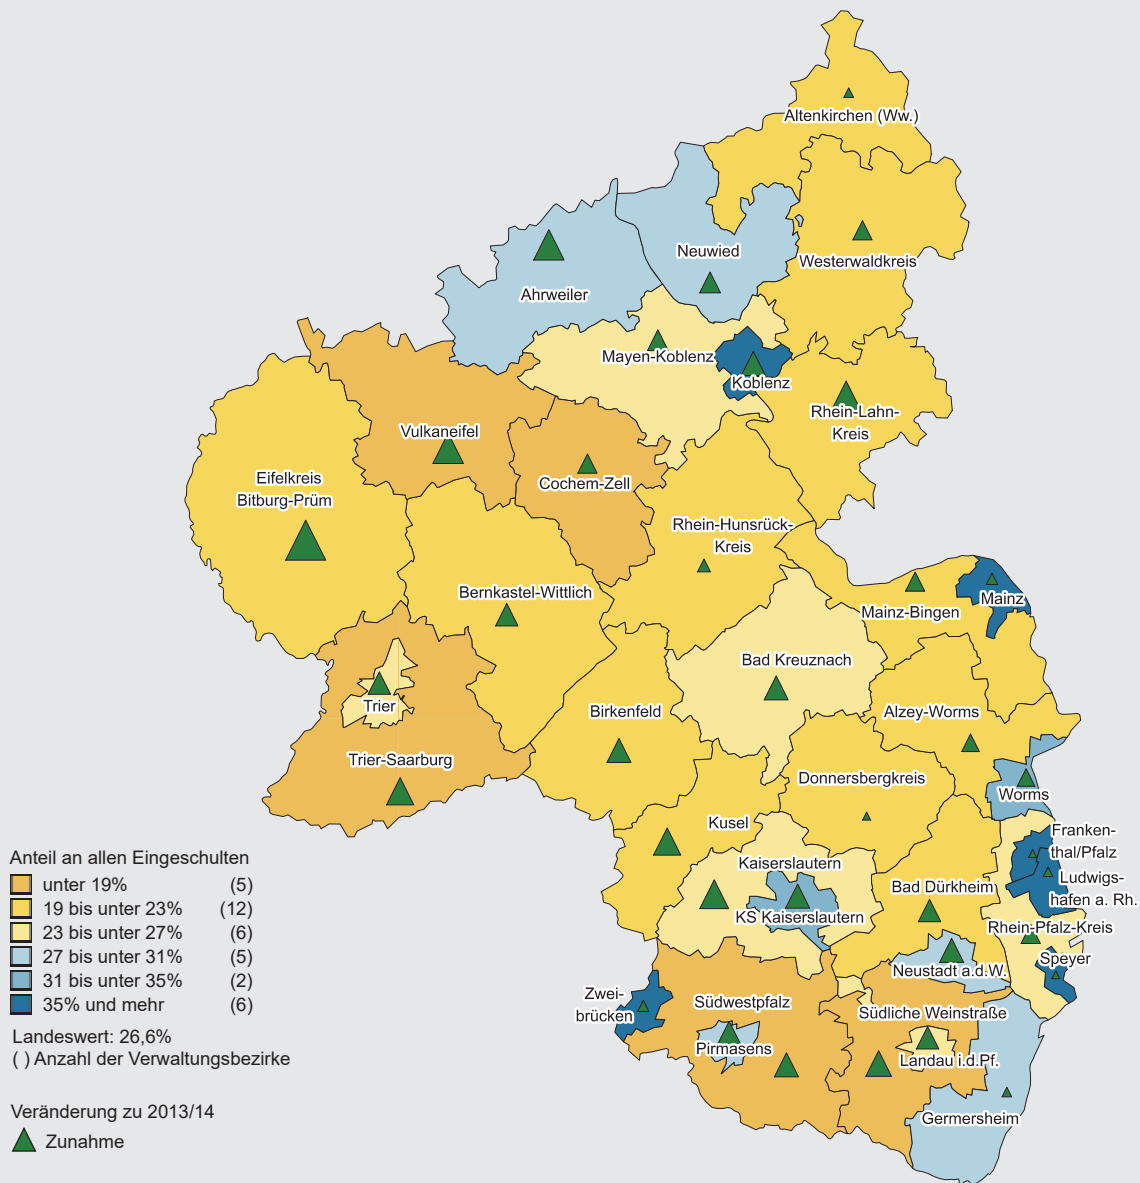 Altenkirchen (Ww.)
Neuwied
Westerwaldkreis
Ahrweiler
Mayen-Koblenz
Koblenz
Rhein-Lahn-
Kreis
Vulkaneifel
Cochem-Zell
Eifelkreis
Bitburg-Prüm
Rhein-Hunsrück-
Kreis
Bernkastel-Wittlich
Mainz-Bingen
Mainz
Bad Kreuznach
Trier
Birkenfeld
Alzey-Worms
Trier-Saarburg
Donnersbergkreis
Worms
Kusel
Franken-
thal/Pfalz
Kaiserslautern
Ludwigs-
hafen a. Rh.
Bad Dürkheim
KS Kaiserslautern
Rhein-Pfalz-Kreis
Speyer
Neustadt a.d.W.
Zwei-
brücken
Südwestpfalz
Südliche Weinstraße
Pirmasens
Landau i.d.Pf.
Germersheim
Anteil an allen Eingeschulten
unter 19% (5)
19 bis unter 23% (12)
23 bis unter 27% (6)
27 bis unter 31% (5)
31 bis unter 35% (2)
35% und mehr (6)
Landeswert: 26,6%
( ) Anzahl der Verwaltungsbezirke
Veränderung zu 2013/14
Zunahme